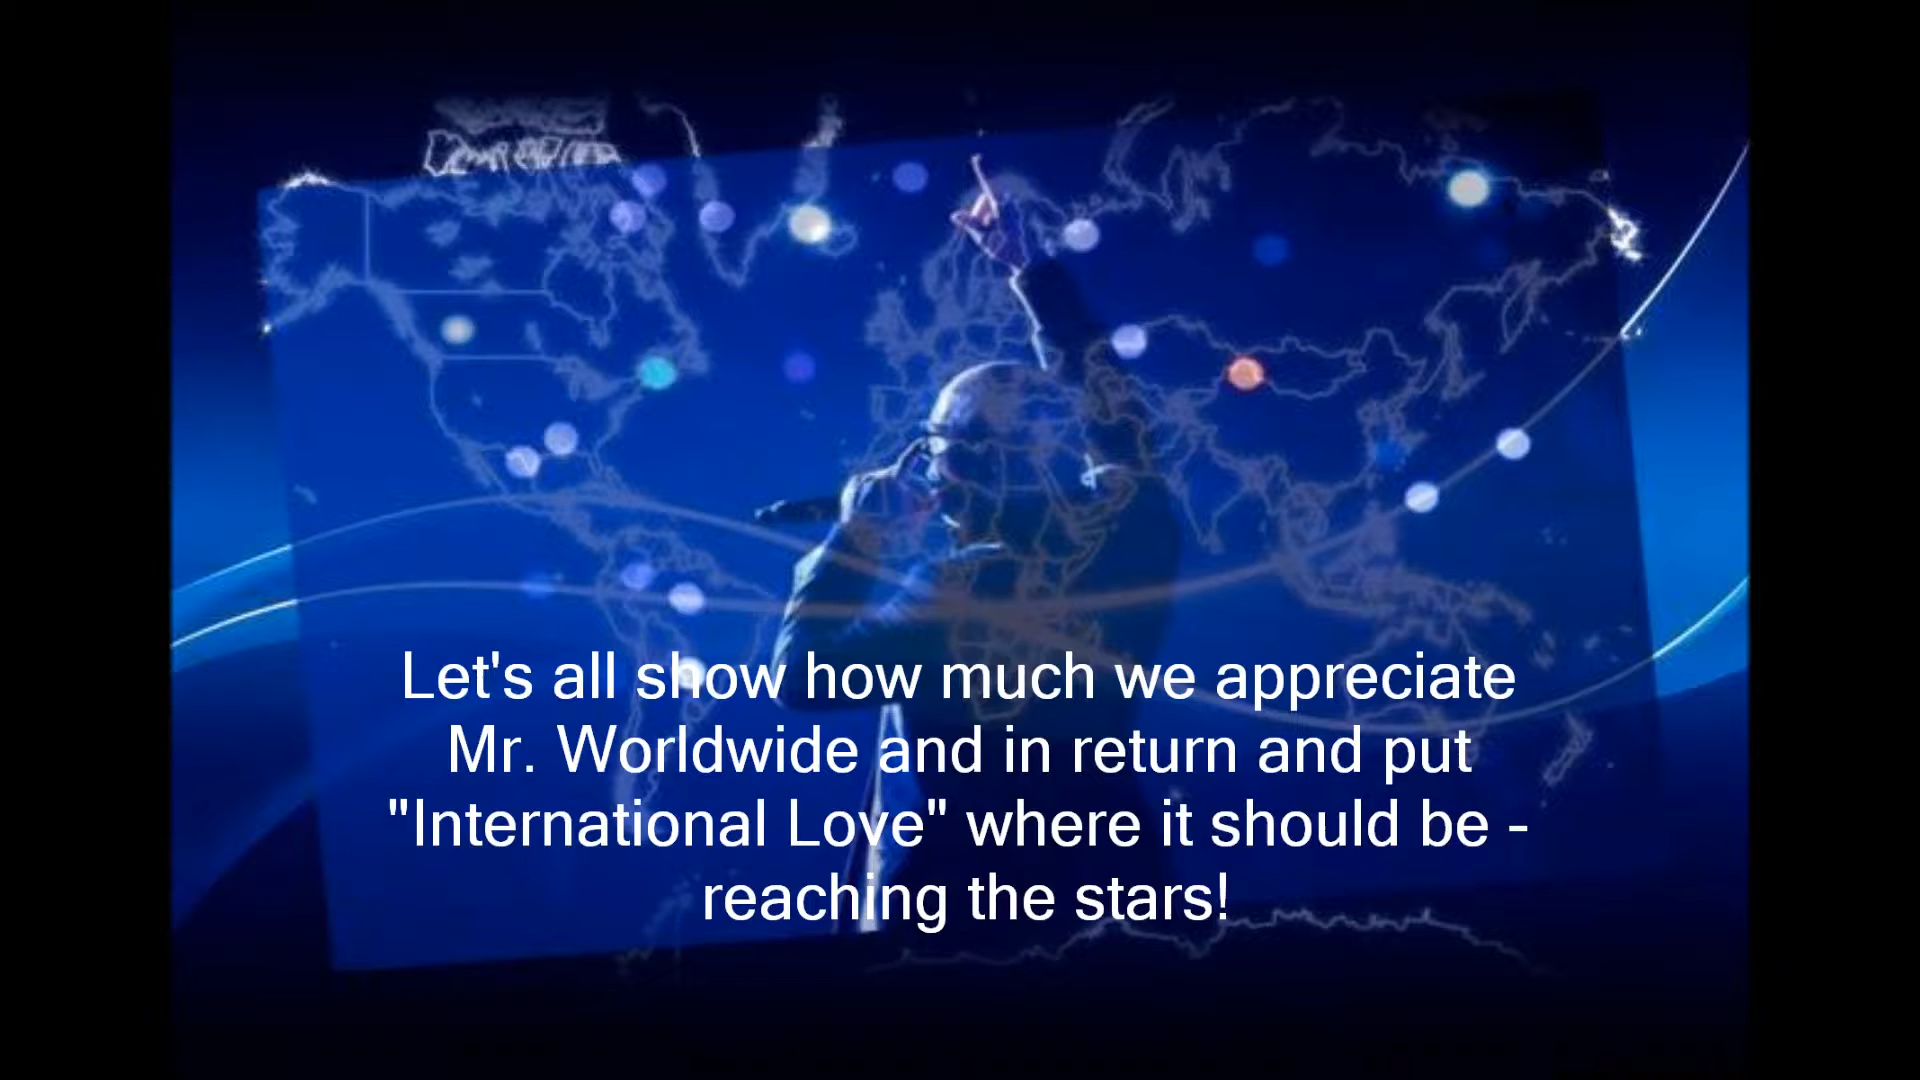 Let's all show how much we appreciate
Mr. Worldwide and in return and put
"International Love" where it should be -
reaching the stars!